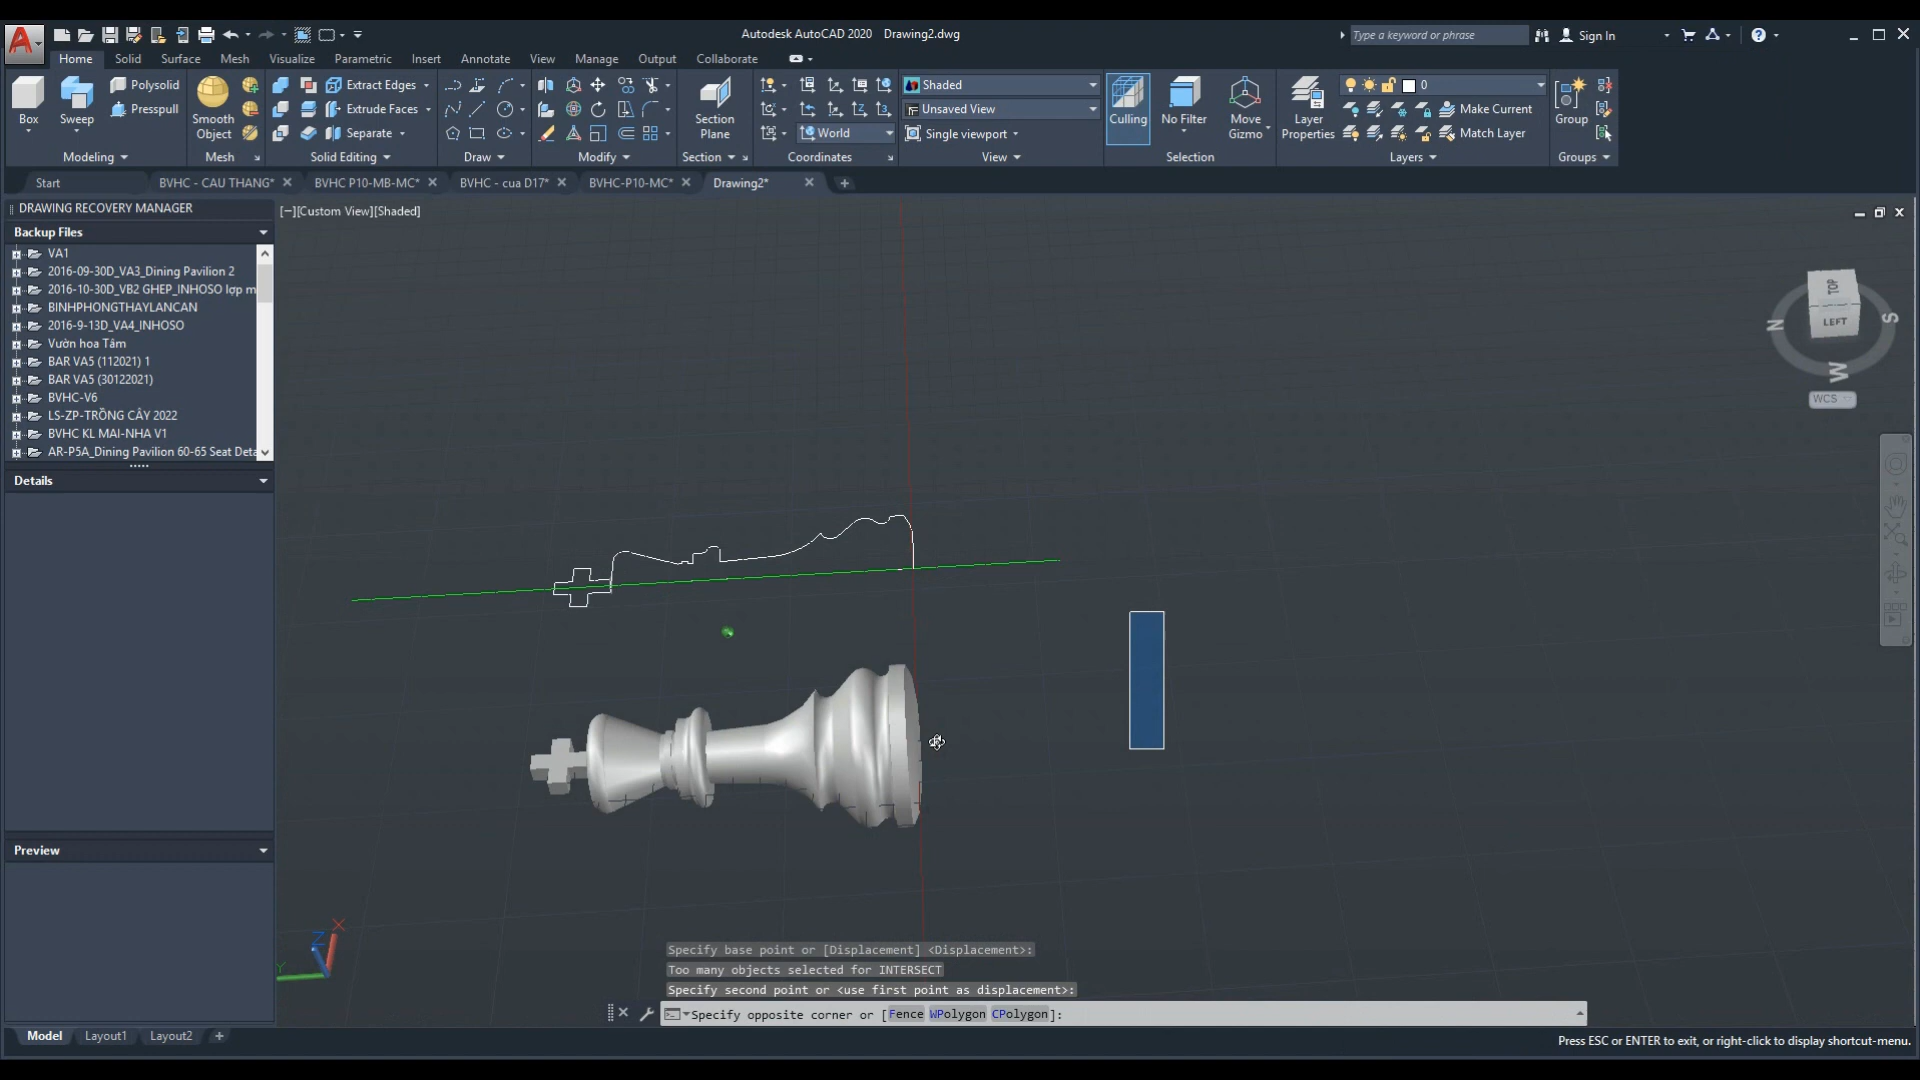 Autodesk AutoCAD 2020 Drawing2.dwg
Type a keyword or phrase
Sign In
Home Solid Surface Mesh Visualize Parametric Insert Annotate View Manage Output Collaborate
Box
Sweep
Polysolid
Presspull
Modeling
Smooth
Object
Mesh
Extract Edges
Extrude Faces
Separate
Solid Editing
Draw
Modify
Section
Plane
Section
World
Coordinates
Shaded
Unsaved View
Single viewport
View
Culling
No Filter
Move
Gizmo
Selection
Layer
Properties
0
Make Current
Match Layer
Layers
Group
Groups
Start
BVHC - CAU THANG*
BVHC P10-MB-MC*
BVHC - cua D17*
BVHC-P10-MC*
Drawing2*
DRAWING RECOVERY MANAGER
Backup Files
VA1
2016-09-30D_VA3_Dining Pavilion 2
2016-10-30D_VB2 GHEP_INHOSO lợp m
BINHPHONGTHAYLANCAN
2016-9-13D_VA4_INHOSO
Vườn hoa Tâm
BAR VA5 (112021) 1
BAR VA5 (30122021)
BVHC-V6
LS-ZP-TRỒNG CÂY 2022
BVHC KL MAI-NHA V1
AR-P5A_Dining Pavilion 60-65 Seat Deta
Details
Preview
[−][Custom View][Shaded]
TOP
LEFT
N
S
W
WCS
X
Z
Y
Specify base point or [Displacement] <Displacement>:
Too many objects selected for INTERSECT
Specify second point or <use first point as displacement>:
Specify opposite corner or [Fence WPolygon CPolygon]:
Model Layout1 Layout2
Press ESC or ENTER to exit, or right-click to display shortcut-menu.